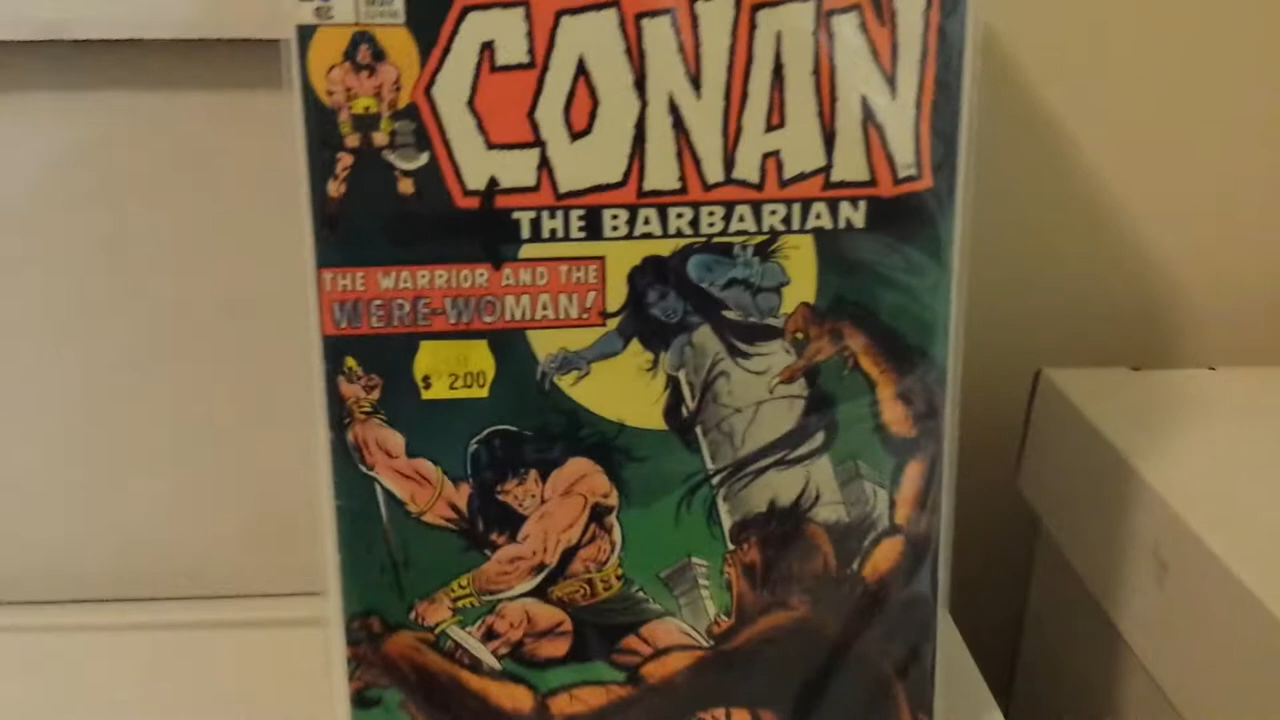 CONAN
THE BARBARIAN
THE WARRIOR AND THE
WERE-WOMAN!
$ 2.00